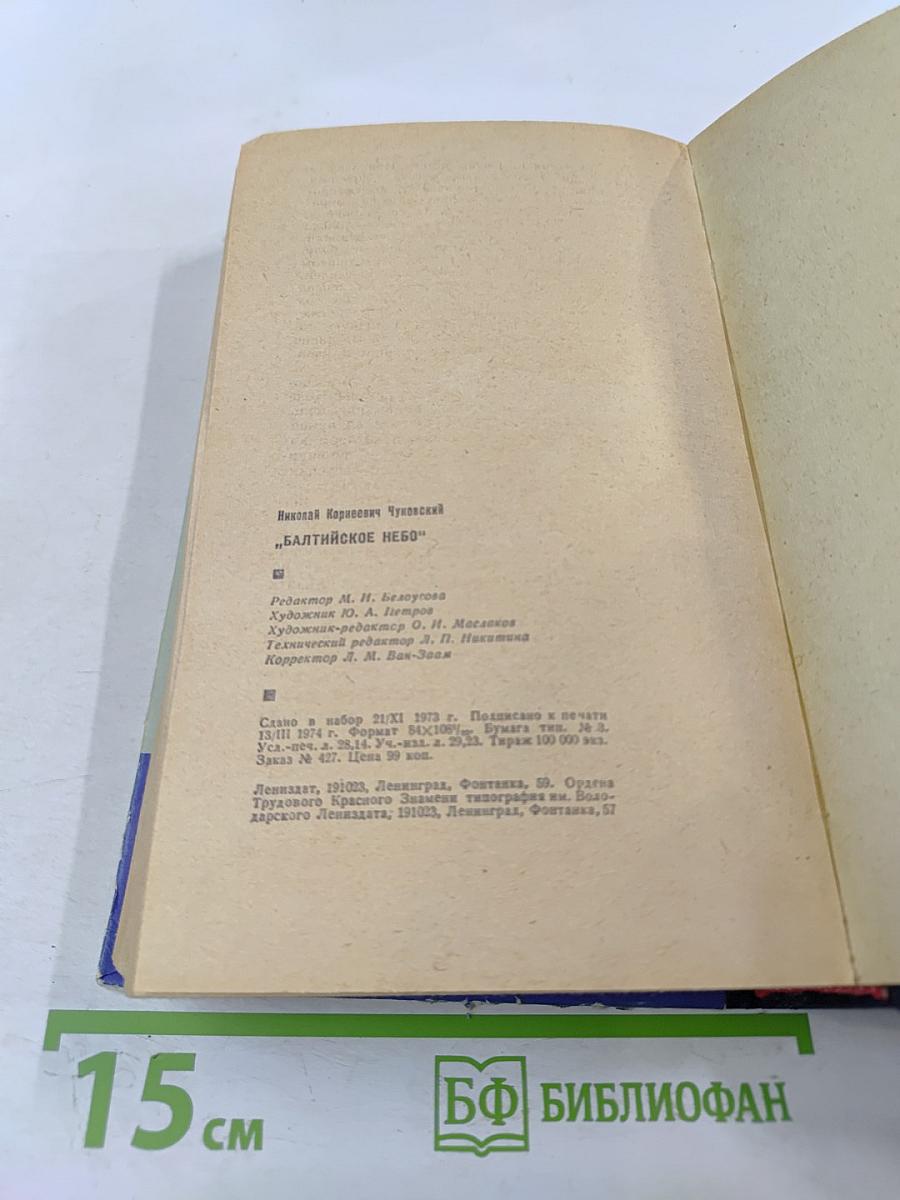 Николай Корнеевич Чуковский
„БАЛТИЙСКОЕ НЕБО"
Редактор М. И. Белоусова
Художник Ю. А. Петров
Художник-редактор О. И. Маслаков
Технический редактор Л. П. Никитина
Корректор Л. М. Ван-Заам
Сдано в набор 21/XI 1973 г. Подписано к печати
13/III 1974 г. Формат 84×108¹/₃₂. Бумага тип. № 3.
Усл.-печ. л. 28,14. Уч.-изд. л. 29,23. Тираж 100 000 экз.
Заказ № 427. Цена 99 коп.
Лениздат, 191023, Ленинград, Фонтанка, 59. Ордена
Трудового Красного Знамени типография им. Воло-
дарского Лениздата, 191023, Ленинград, Фонтанка, 57
15 см
БФ БИБЛИОФАН